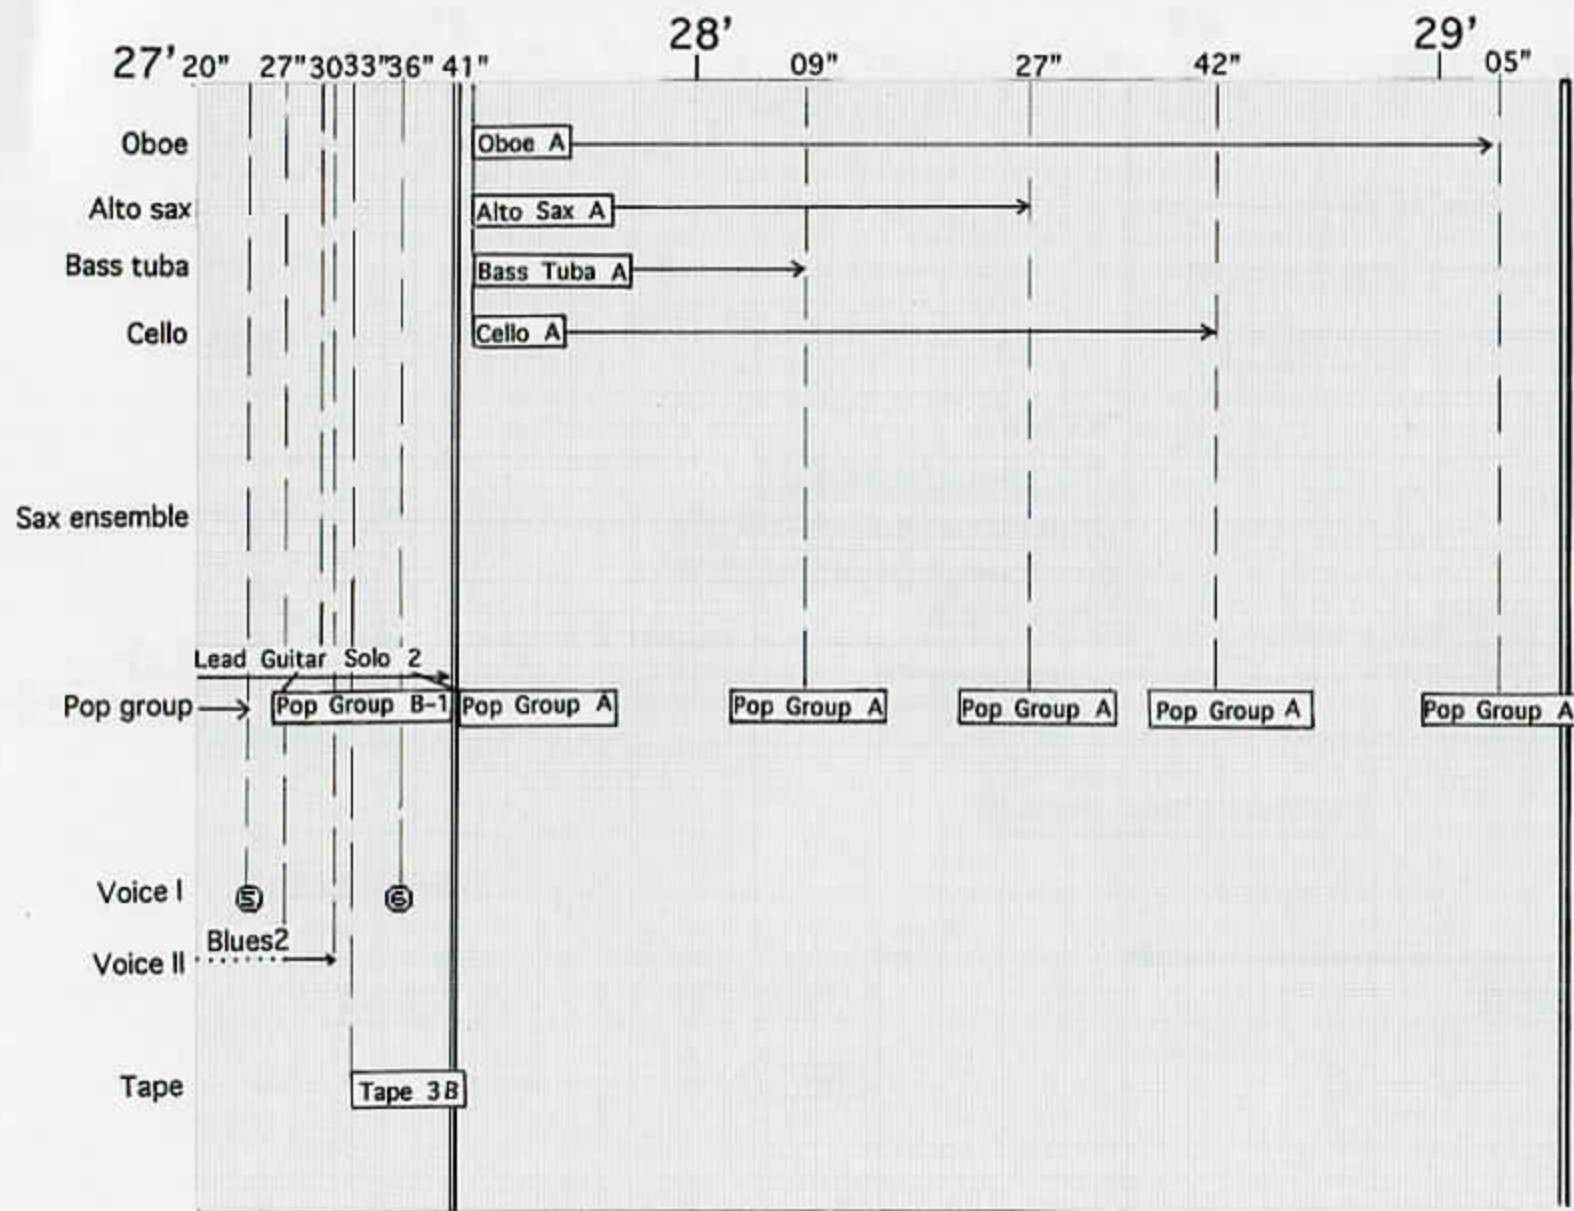 28' 29'
27' 20" 27" 30 33" 36" 41" 09" 27" 42" 05"
Oboe Oboe A
Alto sax Alto Sax A
Bass tuba Bass Tuba A
Cello Cello A
Sax ensemble
Lead Guitar Solo 2
Pop group Pop Group B-1 Pop Group A Pop Group A Pop Group A Pop Group A Pop Group A
Voice I 5 6
Blues2
Voice II
Tape Tape 3B